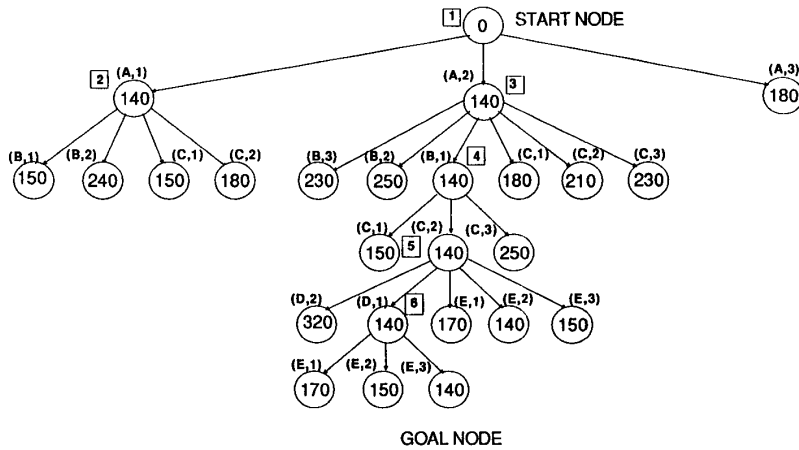 1 0 START NODE
2 (A,1) (A,2) 3 (A,3)
140 140 180
(B,1) (B,2) (C,1) (C,2) (B,3) (B,2) (B,1) 4 (C,1) (C,2) (C,3)
150 240 150 180 230 250 140 180 210 230
(C,1) 5 (C,2) (C,3)
150 140 250
(D,2) (D,1) 6 (E,1) (E,2) (E,3)
320 140 170 140 150
(E,1) (E,2) (E,3)
170 150 140
GOAL NODE